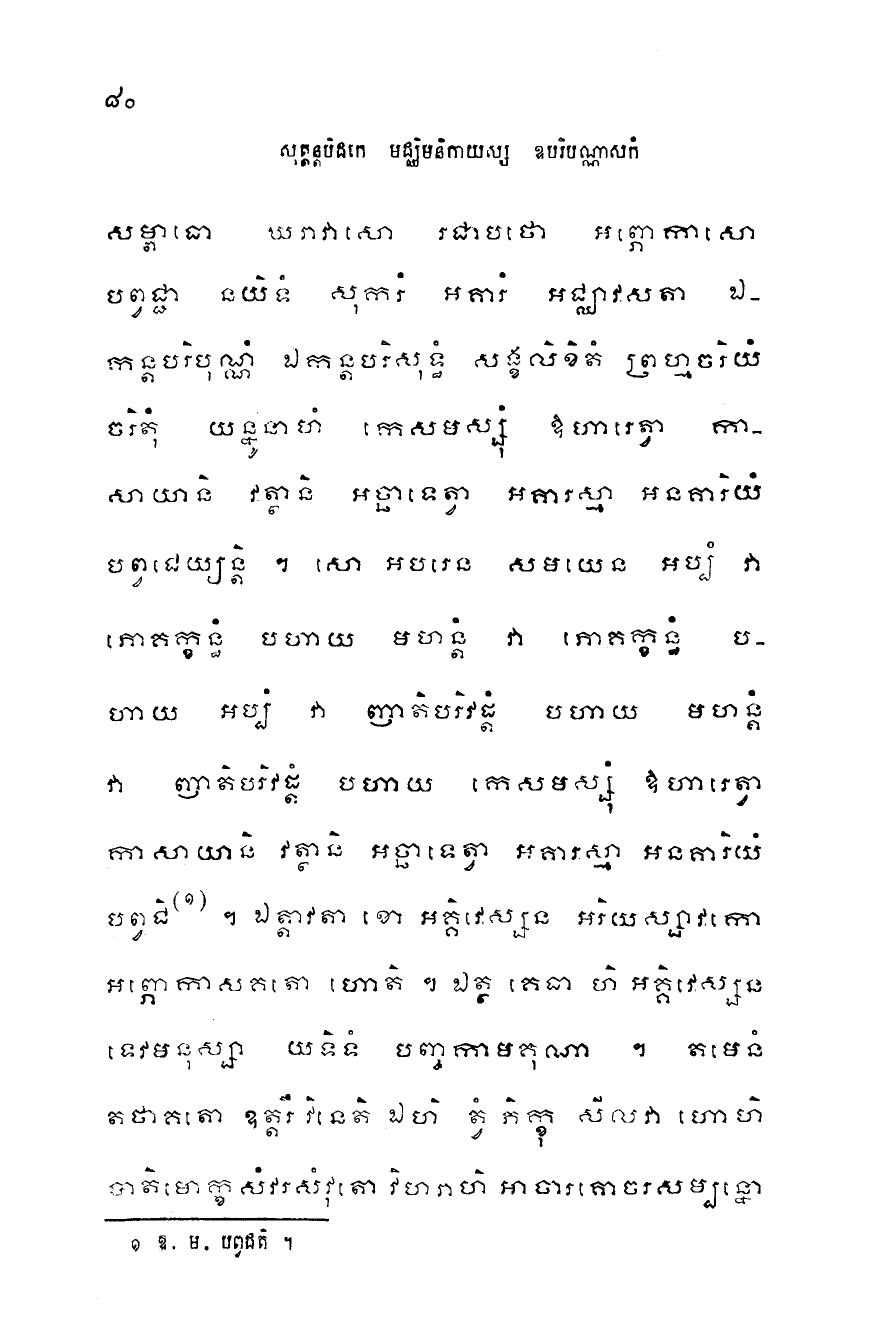 ៨០
សុត្តន្តបិដកេ មជ្ឈិមនិកាយស្ស ឧបរិបណ្ណាសកំ
សម្ពាធោ ឃរាវាសោ រជាបថោ អព្ភោកាសោ
បព្វជ្ជា នយិទំ សុករំ អគារំ អជ្ឈាវសតា ឯ-
កន្តបរិបុណ្ណំ ឯកន្តបរិសុទ្ធំ សង្ខលិខិតំ ព្រហ្មចរិយំ
ចរិតុំ យន្នូនាហំ កេសមស្សុំ ឱហារេត្វា កា-
សាយានិ វត្ថានិ អច្ឆាទេត្វា អគារស្មា អនគារិយំ
បព្វជេយ្យន្តិ ។ សោ អបរេន សមយេន អប្បំ វា
ភោគក្ខន្ធំ បហាយ មហន្តំ វា ភោគក្ខន្ធំ ប-
ហាយ អប្បំ វា ញាតិបរិវដ្តំ បហាយ មហន្តំ
វា ញាតិបរិវដ្តំ បហាយ កេសមស្សុំ ឱហារេត្វា
កាសាយានិ វត្ថានិ អច្ឆាទេត្វា អគារស្មា អនគារិយំ
បព្វជិ(១) ។ ឯត្តាវតា ខោ អគ្គិវេស្សន អរិយស្សាវកោ
អព្ភោកាសគតោ ហោតិ ។ ឯត្ថ គេធា ហិ អគ្គិវេស្សន
ទេវមនុស្សា យទិទំ បញ្ចកាមគុណា ។ តមេនំ
តថាគតោ ឧត្តរឹ វិនេតិ ឯហិ ត្វំ ភិក្ខុ សីលវា ហោហិ
បាតិមោក្ខសំវរសំវុតោ វិហរាហិ អាចារគោចរសម្បន្នោ
១ ឱ. ម. បព្វជតិ ។